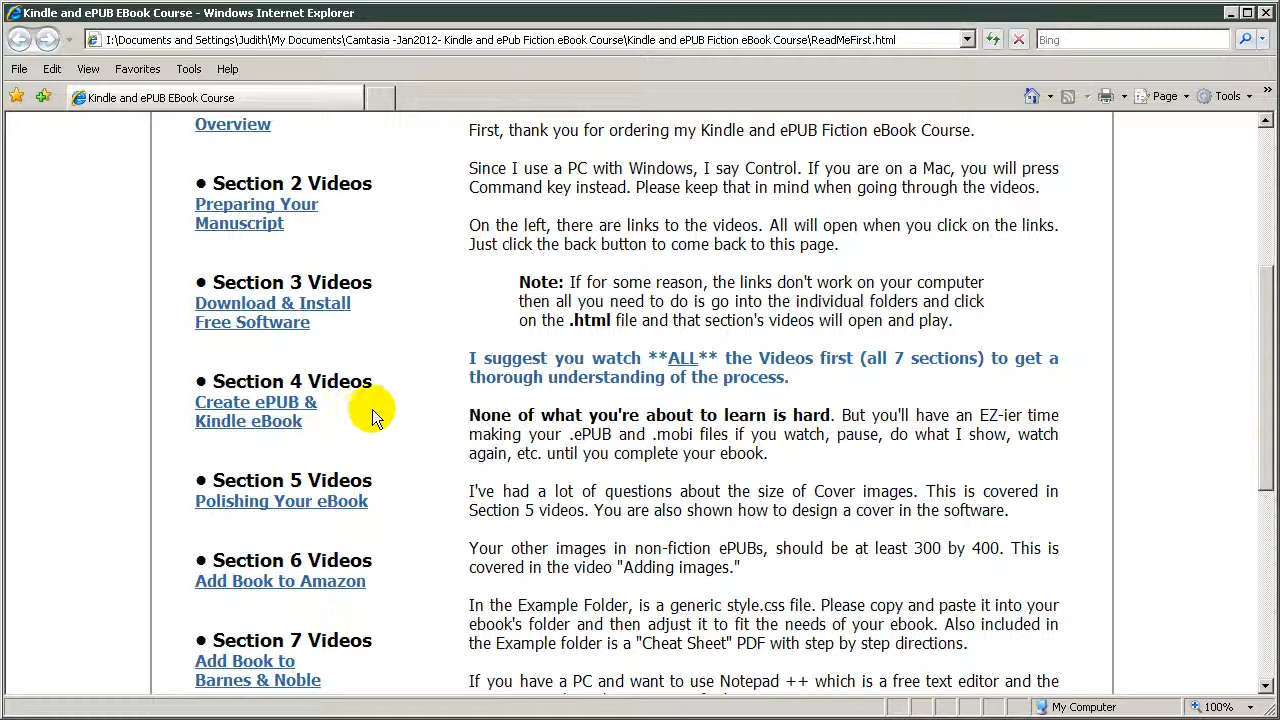 Kindle and ePUB EBook Course - Windows Internet Explorer
I:\Documents and Settings\Judith\My Documents\Camtasia -Jan2012- Kindle and ePub Fiction eBook Course\Kindle and ePUB Fiction eBook Course\ReadMeFirst.html
Bing
File Edit View Favorites Tools Help
Kindle and ePUB EBook Course
Page Tools
Overview
● Section 2 Videos
Preparing Your
Manuscript
● Section 3 Videos
Download & Install
Free Software
● Section 4 Videos
Create ePUB &
Kindle eBook
● Section 5 Videos
Polishing Your eBook
● Section 6 Videos
Add Book to Amazon
● Section 7 Videos
Add Book to
Barnes & Noble
First, thank you for ordering my Kindle and ePUB Fiction eBook Course.
Since I use a PC with Windows, I say Control. If you are on a Mac, you will press
Command key instead. Please keep that in mind when going through the videos.
On the left, there are links to the videos. All will open when you click on the links.
Just click the back button to come back to this page.
Note: If for some reason, the links don't work on your computer
then all you need to do is go into the individual folders and click
on the .html file and that section's videos will open and play.
I suggest you watch **ALL** the Videos first (all 7 sections) to get a
thorough understanding of the process.
None of what you're about to learn is hard. But you'll have an EZ-ier time
making your .ePUB and .mobi files if you watch, pause, do what I show, watch
again, etc. until you complete your ebook.
I've had a lot of questions about the size of Cover images. This is covered in
Section 5 videos. You are also shown how to design a cover in the software.
Your other images in non-fiction ePUBs, should be at least 300 by 400. This is
covered in the video "Adding images."
In the Example Folder, is a generic style.css file. Please copy and paste it into your
ebook's folder and then adjust it to fit the needs of your ebook. Also included in
the Example folder is a "Cheat Sheet" PDF with step by step directions.
If you have a PC and want to use Notepad ++ which is a free text editor and the
My Computer
100%